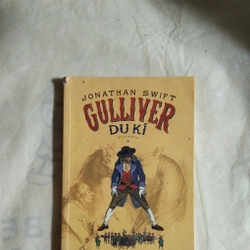 JONATHAN SWIFT
GULLIVER
DU KÍ